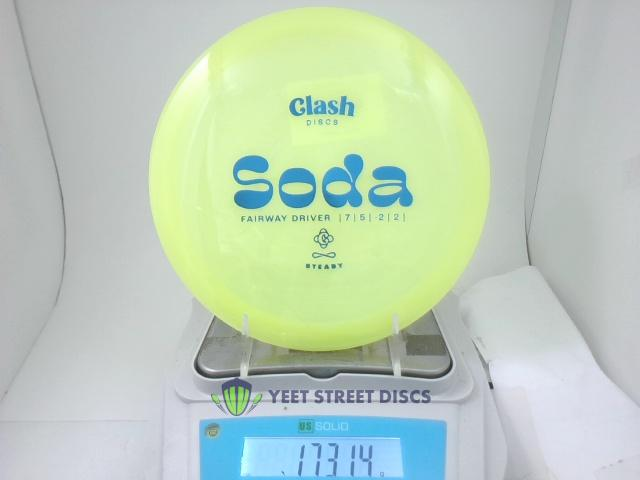 Clash
DISCS
Soda
FAIRWAY DRIVER |7|5|-2|2|
STEADY
YEET STREET DISCS
US SOLID
173.14 g